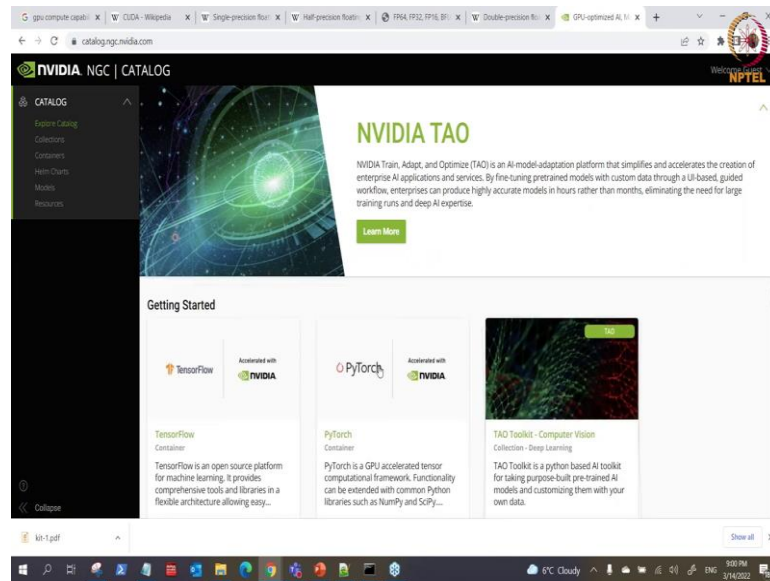 gpu compute capabil
CUDA - Wikipedia
Single-precision float
Half-precision floating
FP64, FP32, FP16, BF
Double-precision flo
GPU-optimized AI, M
catalog.ngc.nvidia.com
NVIDIA. NGC | CATALOG
Welcome Guest
NPTEL
CATALOG
Explore Catalog
Collections
Containers
Helm Charts
Models
Resources
Collapse
NVIDIA TAO
NVIDIA Train, Adapt, and Optimize (TAO) is an AI-model-adaptation platform that simplifies and accelerates the creation of
enterprise AI applications and services. By fine-tuning pretrained models with custom data through a UI-based, guided
workflow, enterprises can produce highly accurate models in hours rather than months, eliminating the need for large
training runs and deep AI expertise.
Learn More
Getting Started
TensorFlow
Accelerated with
NVIDIA
TensorFlow
Container
TensorFlow is an open source platform
for machine learning. It provides
comprehensive tools and libraries in a
flexible architecture allowing easy...
PyTorch
Accelerated with
NVIDIA
PyTorch
Container
PyTorch is a GPU accelerated tensor
computational framework. Functionality
can be extended with common Python
libraries such as NumPy and SciPy....
TAO
TAO Toolkit - Computer Vision
Collection - Deep Learning
TAO Toolkit is a python based AI toolkit
for taking purpose-built pre-trained AI
models and customizing them with your
own data.
kit-1.pdf
Show all
6°C Cloudy
ENG
9:00 PM
3/14/2022